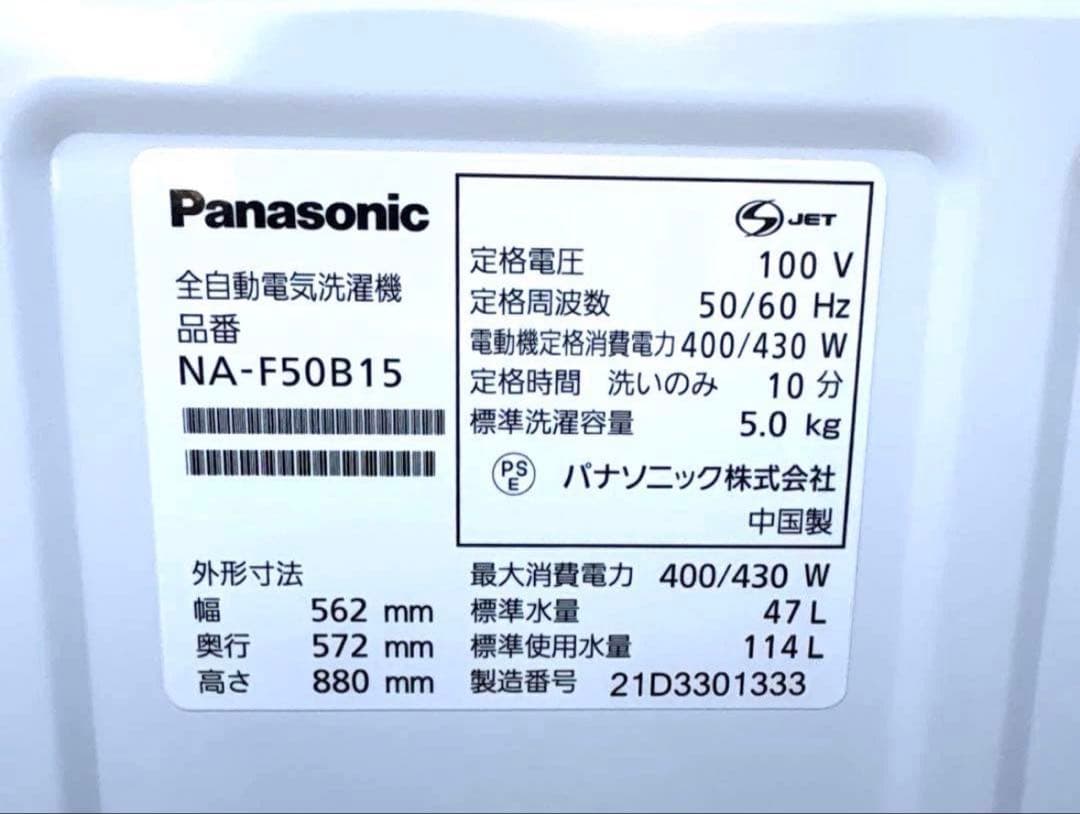 Panasonic
全自動電気洗濯機
品番
NA-F50B15
JET
定格電圧 100 V
定格周波数 50/60 Hz
電動機定格消費電力 400/430 W
定格時間 洗いのみ 10 分
標準洗濯容量 5.0 kg
PSE パナソニック株式会社
中国製
外形寸法
幅 562 mm
奥行 572 mm
高さ 880 mm
最大消費電力 400/430 W
標準水量 47 L
標準使用水量 114 L
製造番号 21D3301333